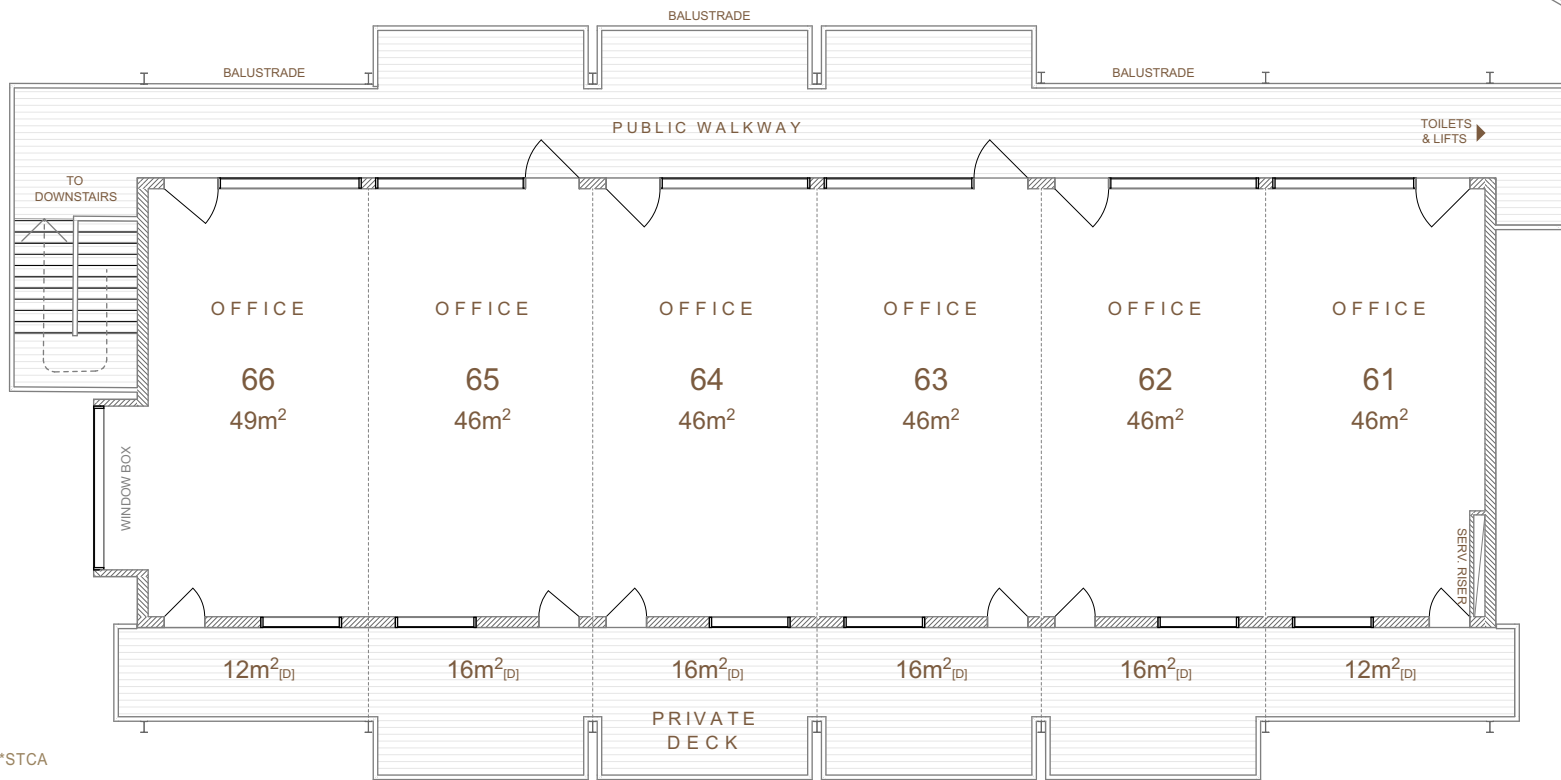 BALUSTRADE
BALUSTRADE
BALUSTRADE
PUBLIC WALKWAY
TOILETS
& LIFTS
TO
DOWNSTAIRS
OFFICE
66
49m²
OFFICE
65
46m²
OFFICE
64
46m²
OFFICE
63
46m²
OFFICE
62
46m²
OFFICE
61
46m²
WINDOW BOX
SERV. RISER
12m²[D]
16m²[D]
16m²[D]
16m²[D]
16m²[D]
12m²[D]
PRIVATE
DECK
*STCA